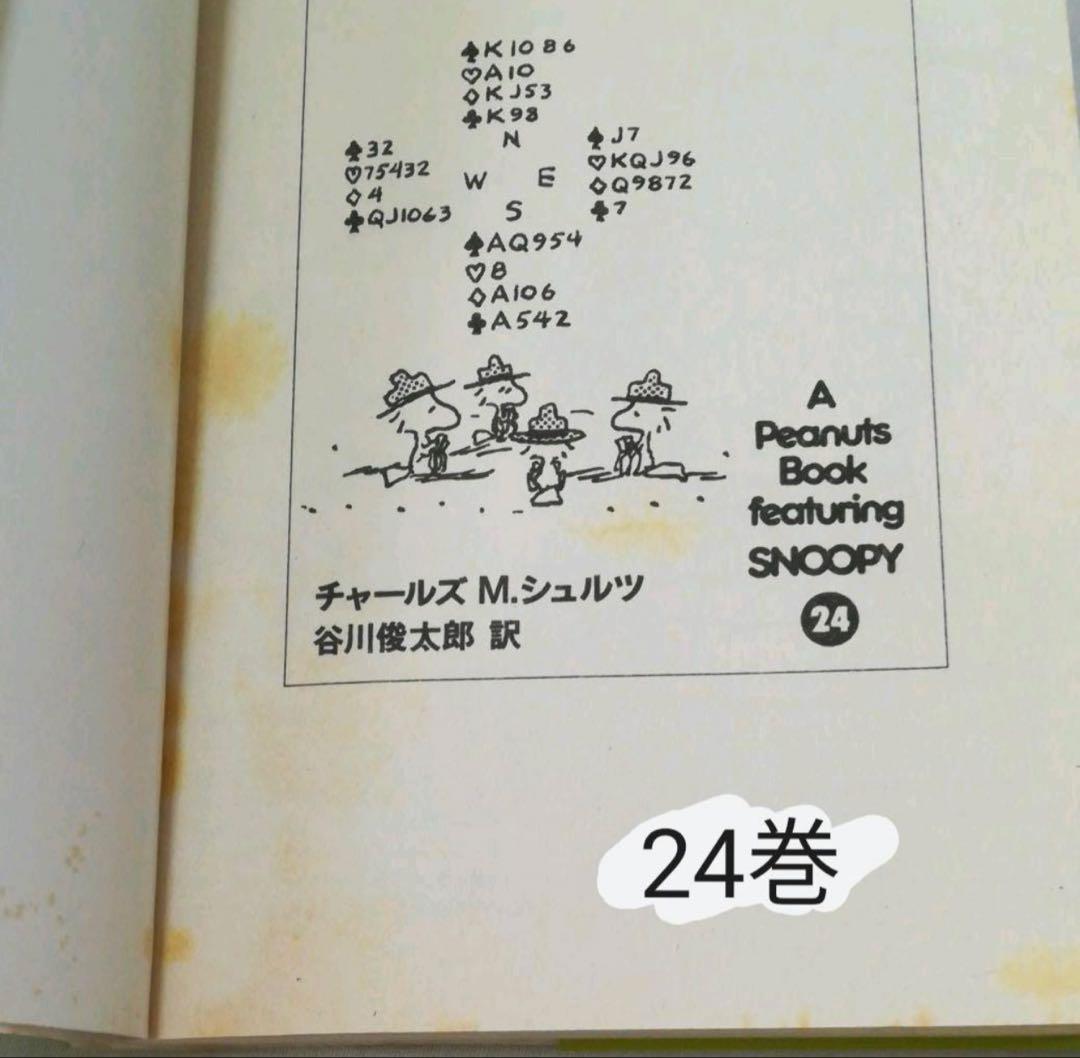 ♠K1086
♡A10
♢KJ53
♣K98
N
♠32
♡75432
♢4
♣QJ1063
W E
♠J7
♡KQJ96
♢Q9872
♣7
S
♠AQ954
♡8
♢A106
♣A542
A
Peanuts
Book
featuring
SNOOPY
24
チャールズ M.シュルツ
谷川俊太郎 訳
24巻